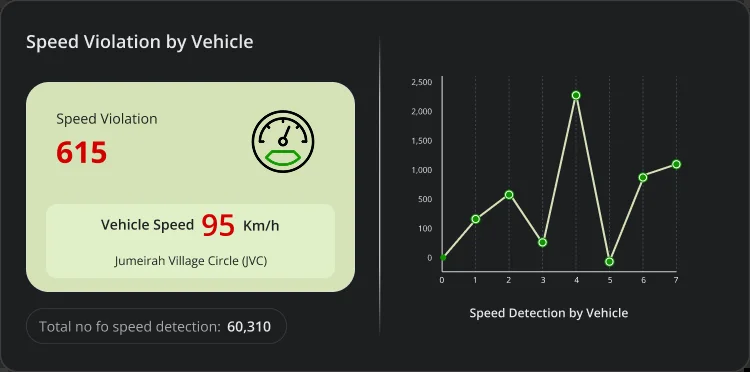 Speed Violation by Vehicle
Speed Violation
615
Vehicle Speed 95 Km/h
Jumeirah Village Circle (JVC)
Total no fo speed detection: 60,310
2,500
2,000
1,500
1,000
500
100
0
0 1 2 3 4 5 6 7
Speed Detection by Vehicle